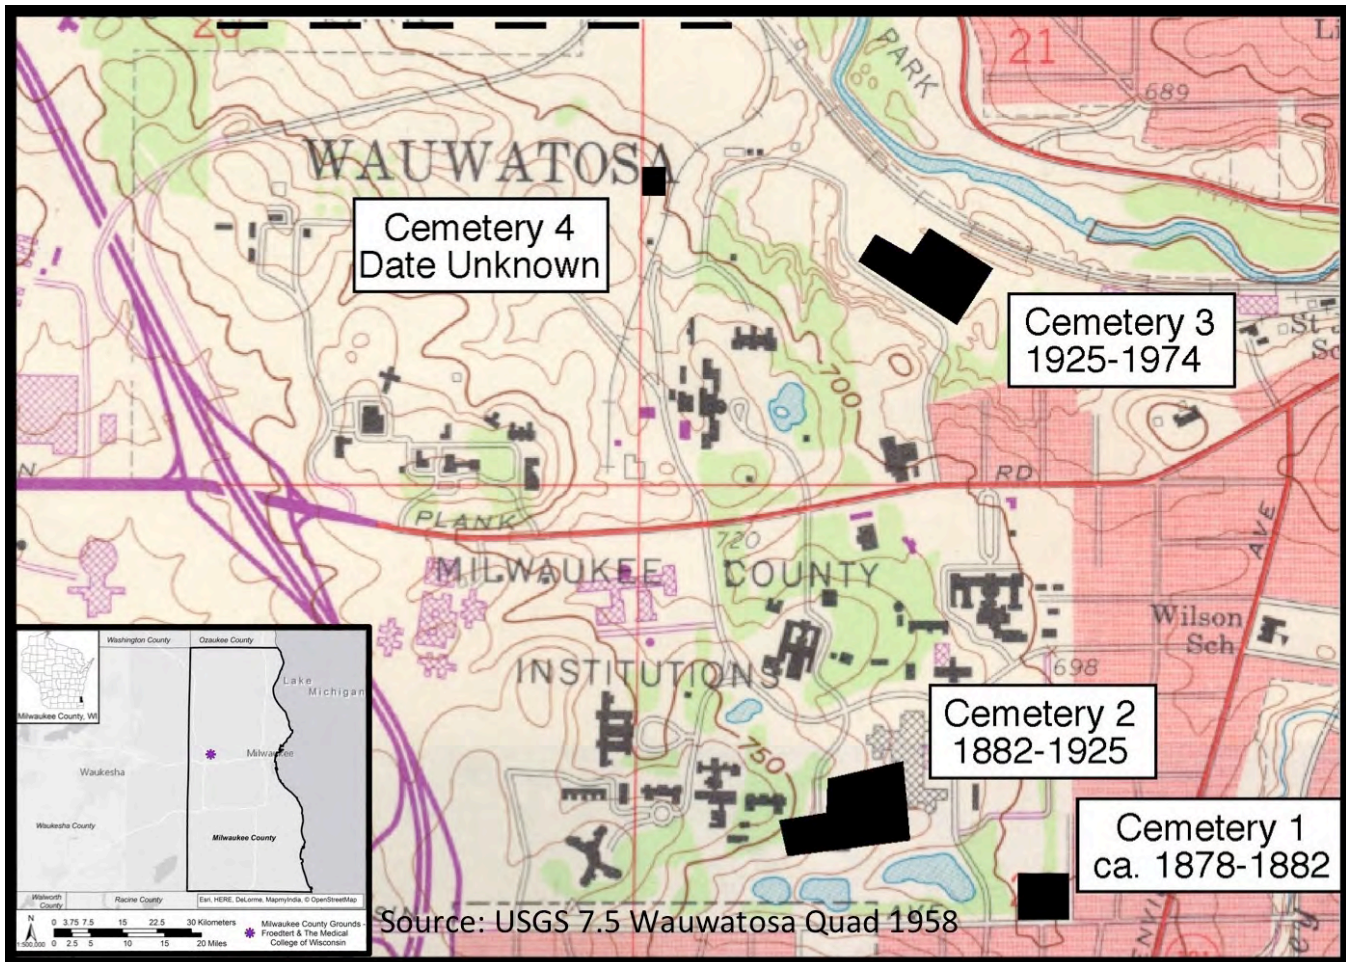 PARK
21
689
WAUWATOSA
Cemetery 4
Date Unknown
Cemetery 3
1925-1974
St
700
RD
PLANK
720
AVE
MILWAUKEE COUNTY
INSTITUTIONS
Wilson
Sch
698
Cemetery 2
1882-1925
750
Cemetery 1
ca. 1878-1882
Source: USGS 7.5 Wauwatosa Quad 1958
Washington County
Ozaukee County
Lake
Michigan
Milwaukee County, WI
Milwaukee
Waukesha
Waukesha County
Milwaukee County
Walworth
County
Racine County
Esri, HERE, DeLorme, MapmyIndia, © OpenStreetMap
N
1:500,000
0 3.75 7.5 15 22.5 30 Kilometers
0 2.5 5 10 15 20 Miles
Milwaukee County Grounds -
Froedtert & The Medical
College of Wisconsin